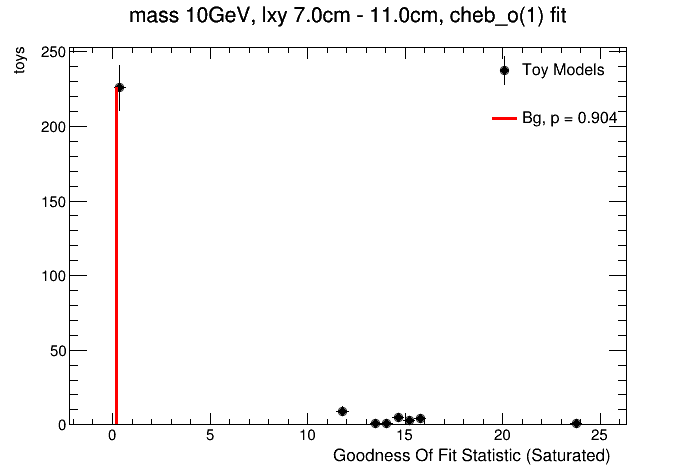 mass 10GeV, lxy 7.0cm - 11.0cm, cheb_o(1) fit
toys
250
200
150
100
50
0
Toy Models
Bg, p = 0.904
0 5 10 15 20 25
Goodness Of Fit Statistic (Saturated)